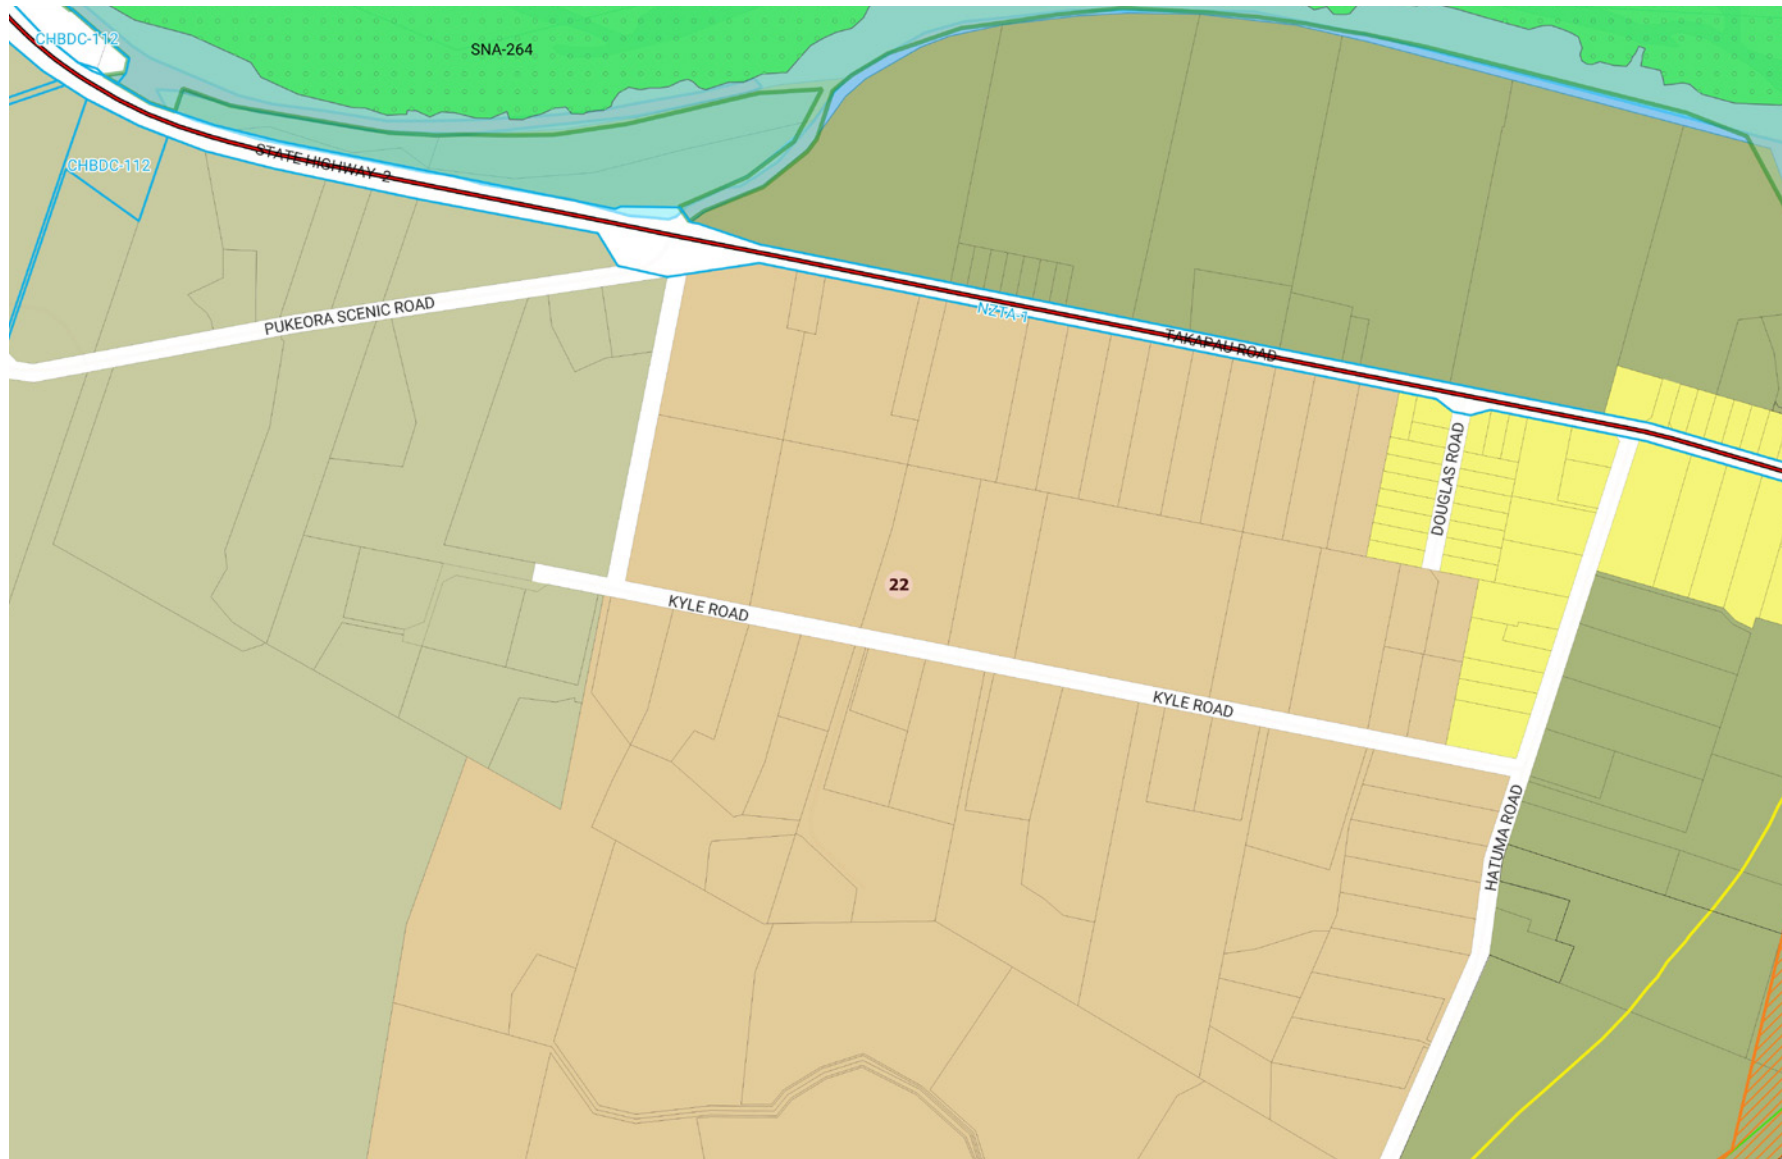 CHBDC-112
SNA-264
CHBDC-112
STATE HIGHWAY 2
PUKEORA SCENIC ROAD
NZTA-1
TAKAPAU ROAD
DOUGLAS ROAD
22
KYLE ROAD
KYLE ROAD
HATUMA ROAD